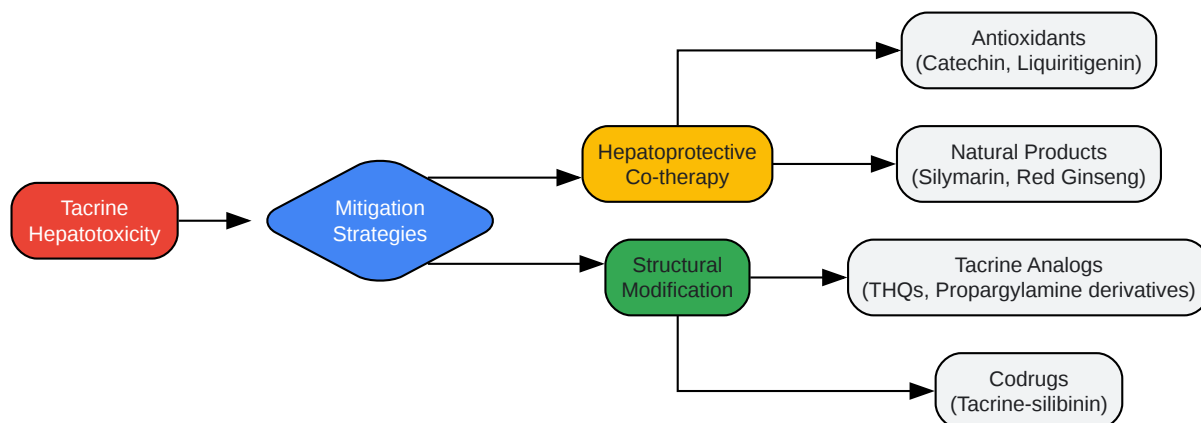 Tacrine
Hepatotoxicity
Mitigation
Strategies
Hepatoprotective
Co-therapy
Structural
Modification
Antioxidants
(Catechin, Liquiritigenin)
Natural Products
(Silymarin, Red Ginseng)
Tacrine Analogs
(THQs, Propargylamine derivatives)
Codrugs
(Tacrine-silibinin)